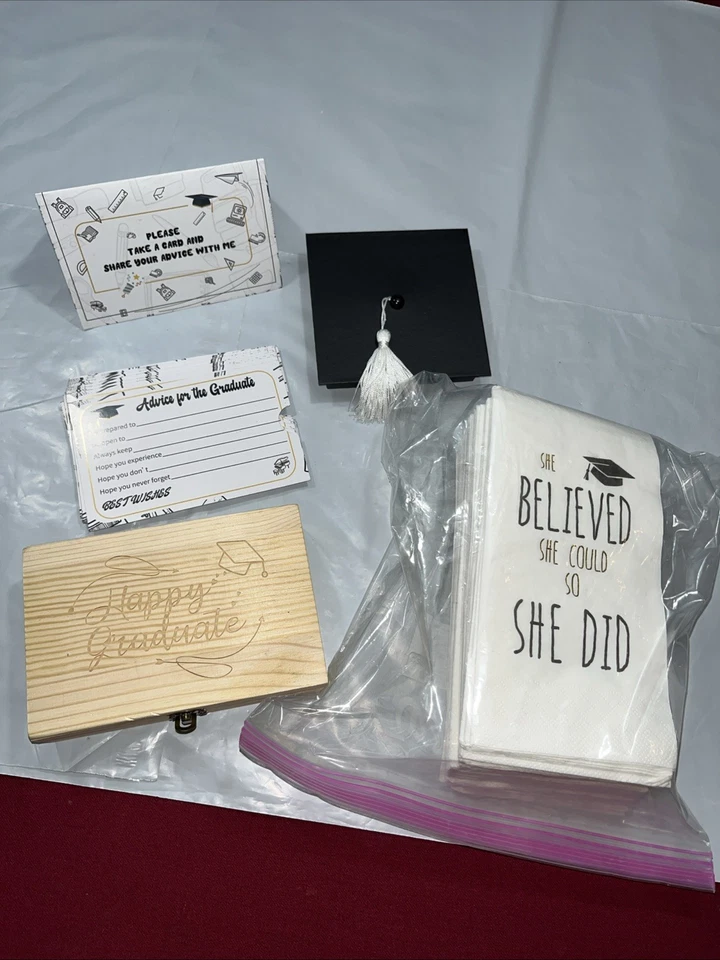 PLEASE
TAKE A CARD AND
SHARE YOUR ADVICE WITH ME
Advice for the Graduate
Always keep
Hope you experience
Hope you don't
Hope you never forget
BEST WISHES
Happy
Graduate
SHE
BELIEVED
SHE COULD
SO
SHE DID